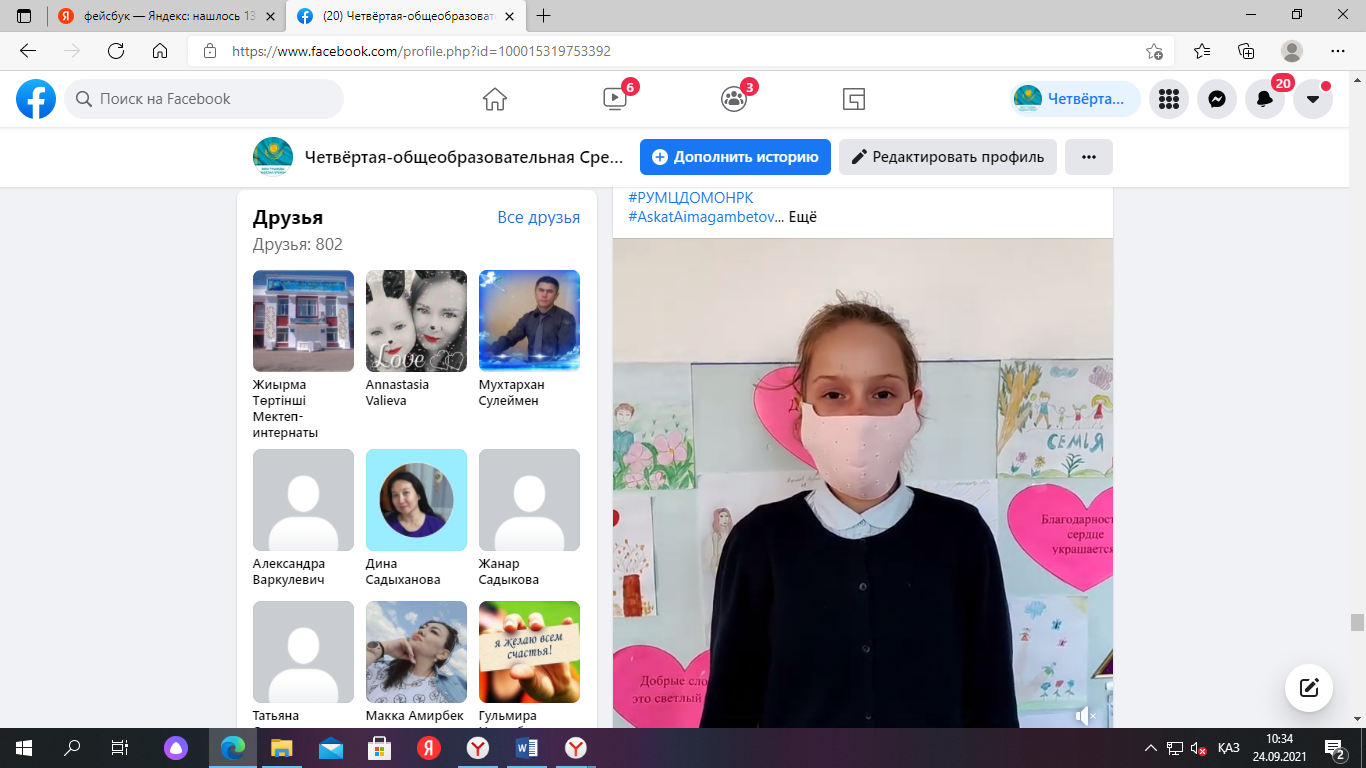 фейсбук — Яндекс: нашлось 13
(20) Четвёртая-общеобразоват
https://www.facebook.com/profile.php?id=100015319753392
Поиск на Facebook
6
3
Четвёрта...
20
Четвёртая-общеобразовательная Сре...
Дополнить историю
Редактировать профиль
Друзья
Все друзья
Друзья: 802
Love
Жиырма
Төртінші
Мектеп-
интернаты
Annastasia
Valieva
Мухтархан
Сулеймен
Александра
Варкулевич
Дина
Садыханова
Жанар
Садыкова
я желаю всем
счастья!
Татьяна
Макка Амирбек
Гульмира
#РУМЦДОМОНРК
#AskatAimagambetov... Ещё
СЕМЬЯ
Благодарност
сердце
украшается
Добрые сло
это светлый
ҚАЗ
10:34
24.09.2021
2